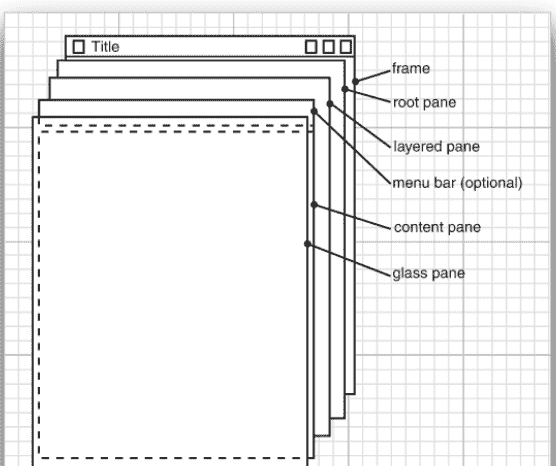 Title
frame
root pane
layered pane
menu bar (optional)
content pane
glass pane